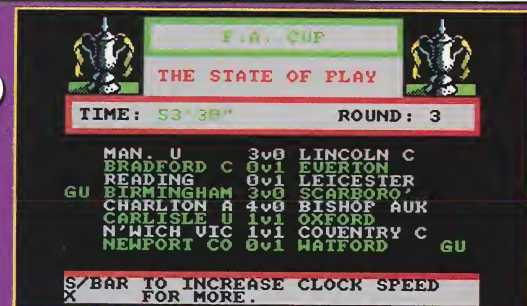 F.A. CUP
THE STATE OF PLAY
TIME: 53'30" ROUND: 3
MAN. U 3v0 LINCOLN C
BRADFORD C 0v1 EVERTON
READING 0v1 LEICESTER
GU BIRMINGHAM 3v0 SCARBORO'
CHARLTON A 4v0 BISHOP AUK
CARLISLE U 1v1 OXFORD
N'WICH VIC 1v1 COVENTRY C
NEWPORT CO 0v1 WATFORD GU
S/BAR TO INCREASE CLOCK SPEED
X FOR MORE.